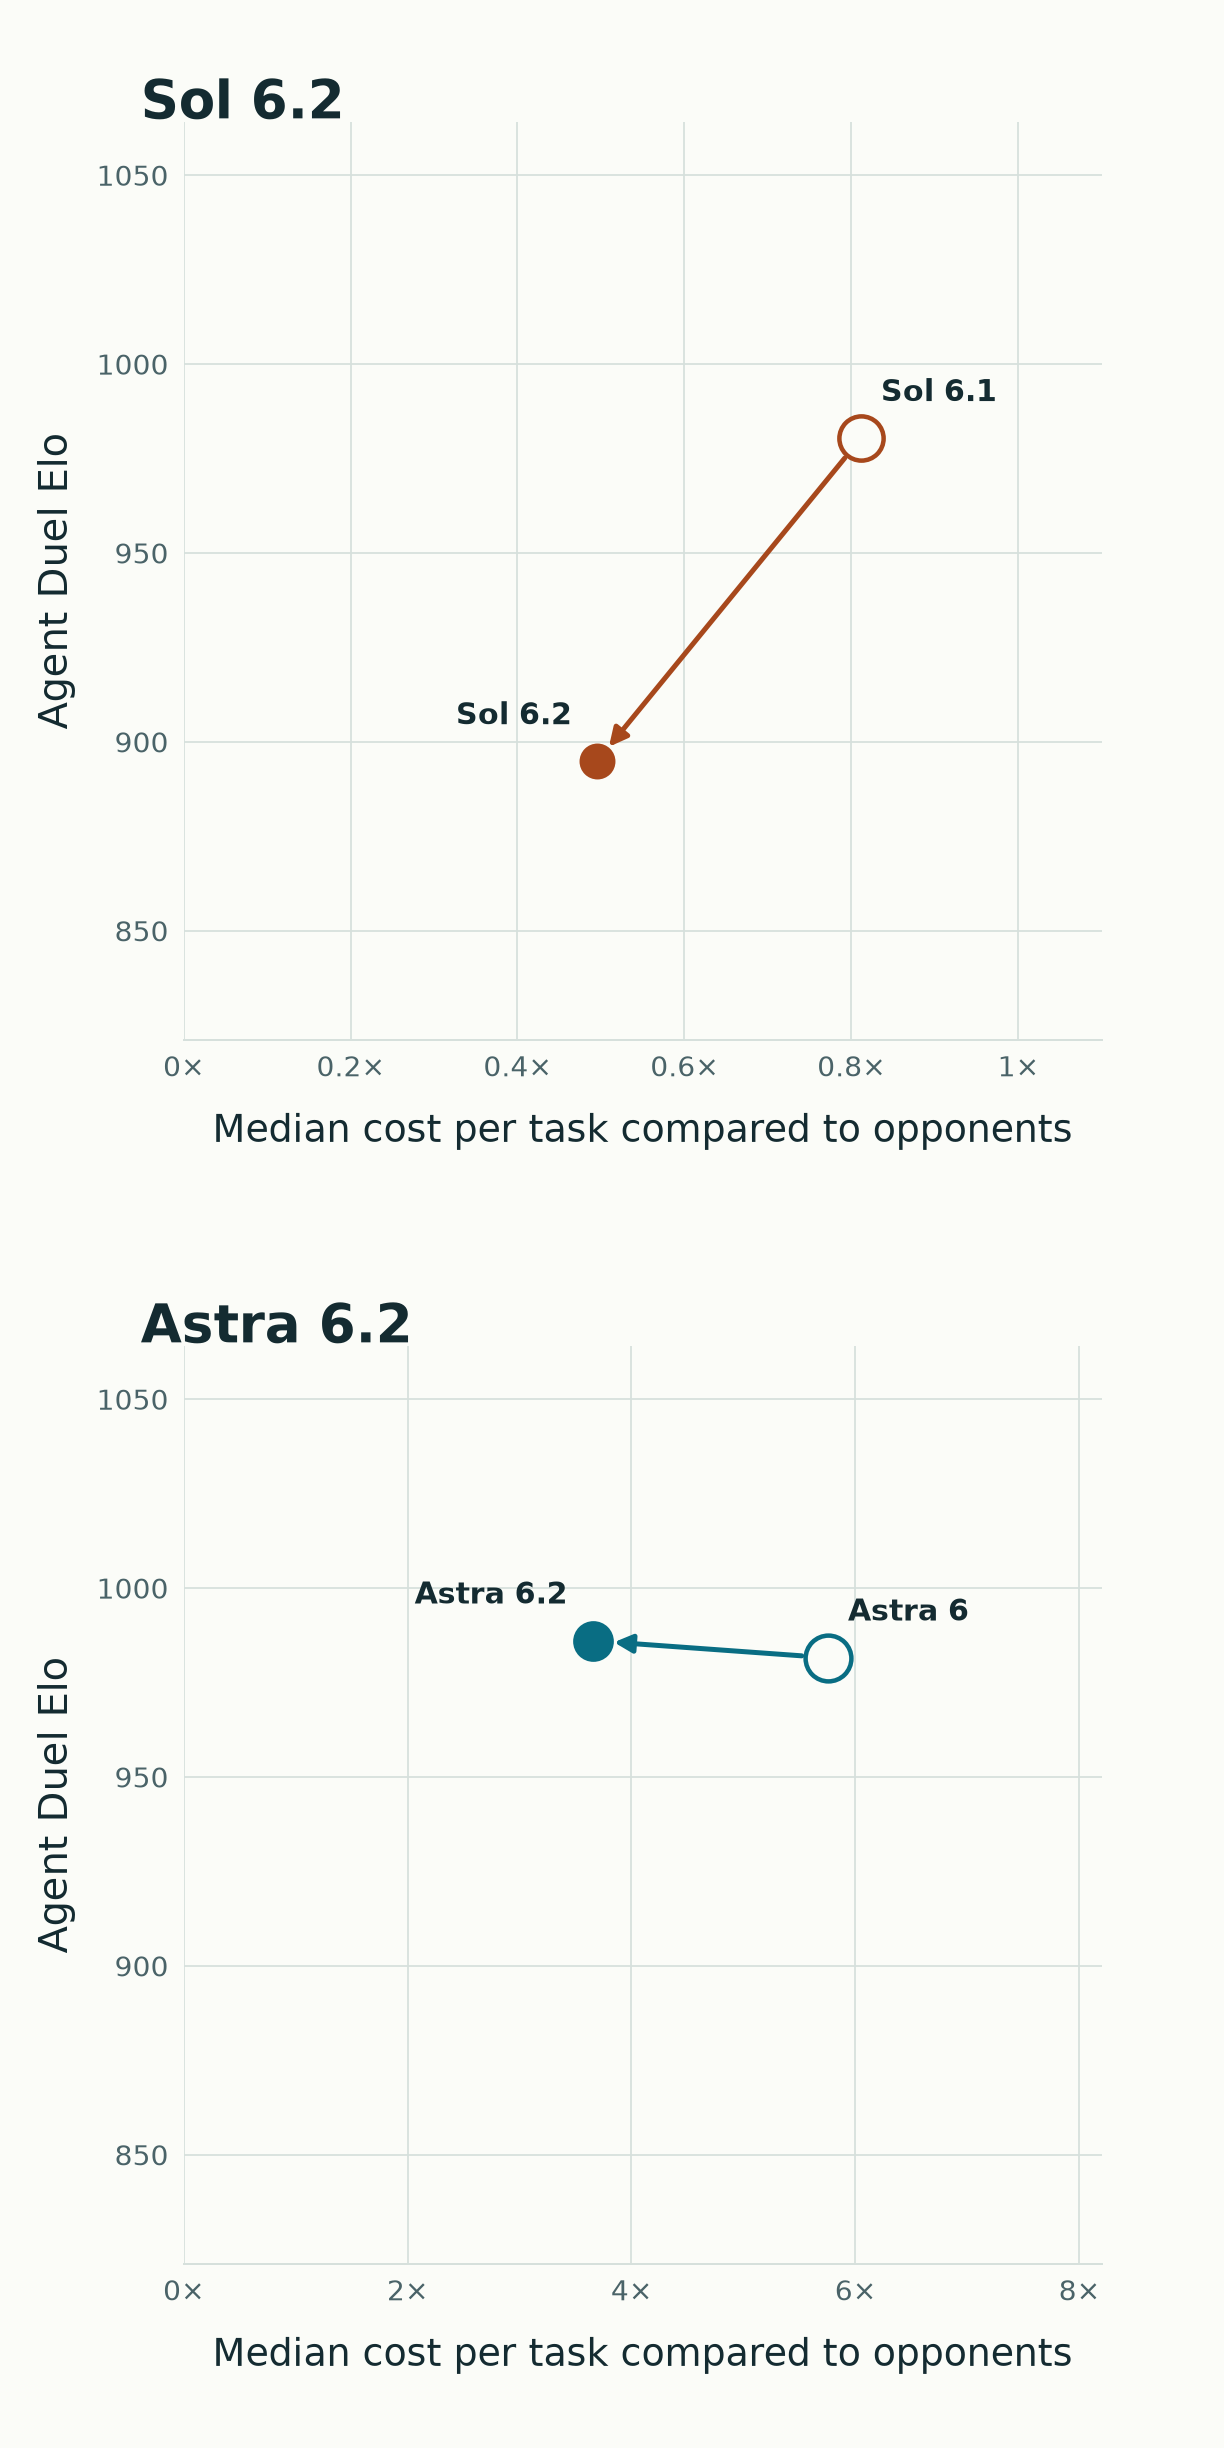 Sol 6.2
1050
1000
Sol 6.1
950
Agent Duel Elo
Sol 6.2
900
850
0× 0.2× 0.4× 0.6× 0.8× 1×
Median cost per task compared to opponents
Astra 6.2
1050
1000
Astra 6.2
Astra 6
950
Agent Duel Elo
900
850
0× 2× 4× 6× 8×
Median cost per task compared to opponents